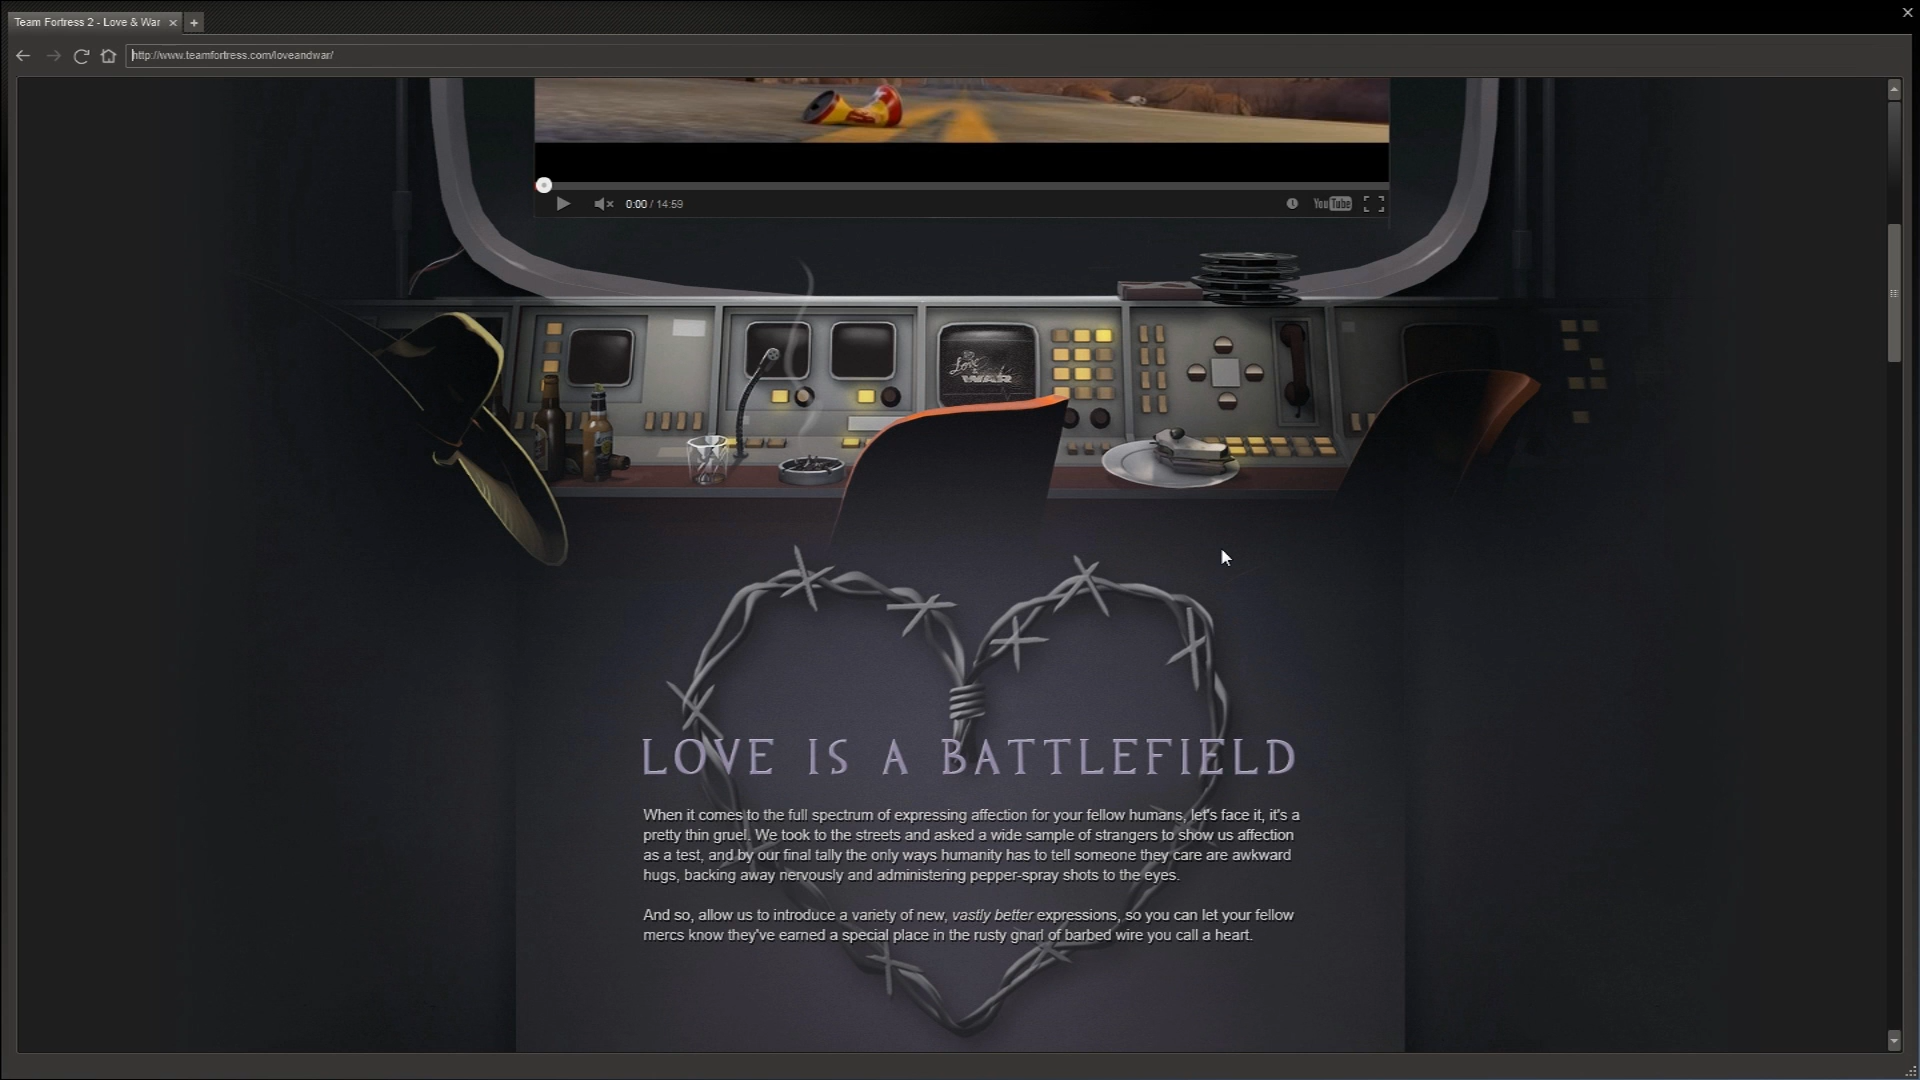 Team Fortress 2 - Love & War
http://www.teamfortress.com/loveandwar/
0:00 / 14:59
YouTube
Love &
WAR
LOVE IS A BATTLEFIELD
When it comes to the full spectrum of expressing affection for your fellow humans, let's face it, it's a
pretty thin gruel. We took to the streets and asked a wide sample of strangers to show us affection
as a test, and by our final tally the only ways humanity has to tell someone they care are awkward
hugs, backing away nervously and administering pepper-spray shots to the eyes.
And so, allow us to introduce a variety of new, vastly better expressions, so you can let your fellow
mercs know they've earned a special place in the rusty gnarl of barbed wire you call a heart.